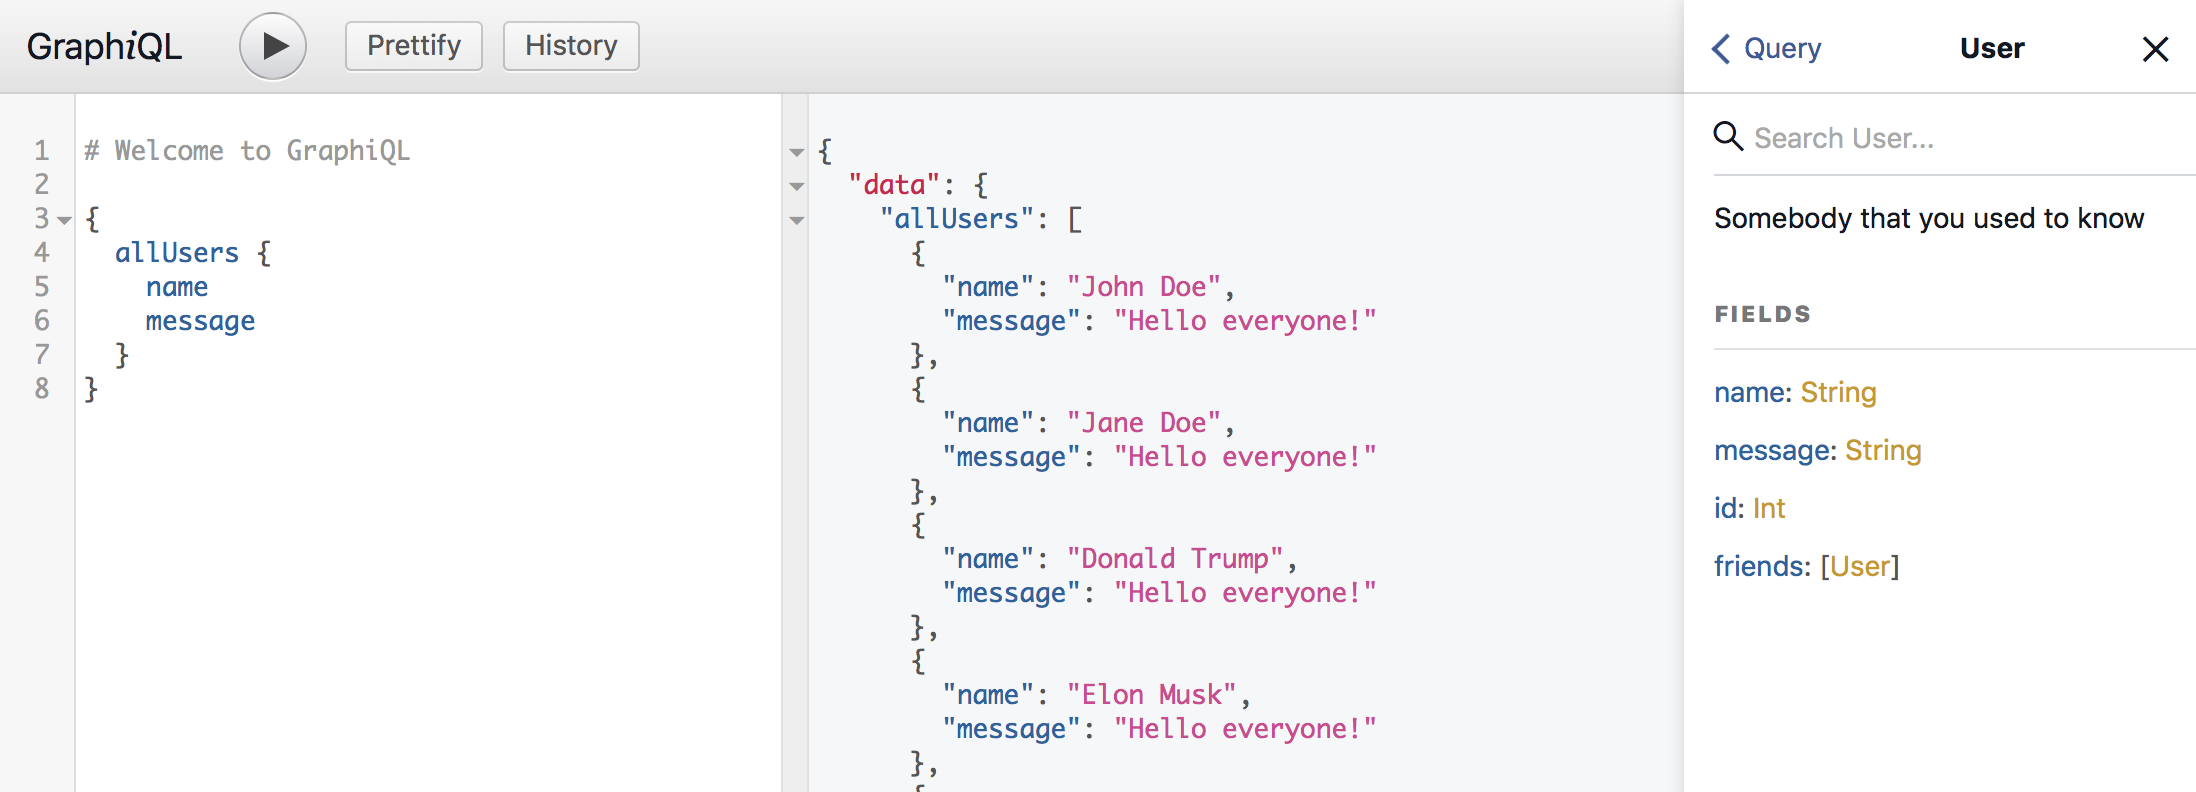 GraphiQL
Prettify
History
Query
User
1 # Welcome to GraphiQL
2
3 {
4 allUsers {
5 name
6 message
7 }
8 }
{
"data": {
"allUsers": [
{
"name": "John Doe",
"message": "Hello everyone!"
},
{
"name": "Jane Doe",
"message": "Hello everyone!"
},
{
"name": "Donald Trump",
"message": "Hello everyone!"
},
{
"name": "Elon Musk",
"message": "Hello everyone!"
},
{
Search User...
Somebody that you used to know
FIELDS
name: String
message: String
id: Int
friends: [User]